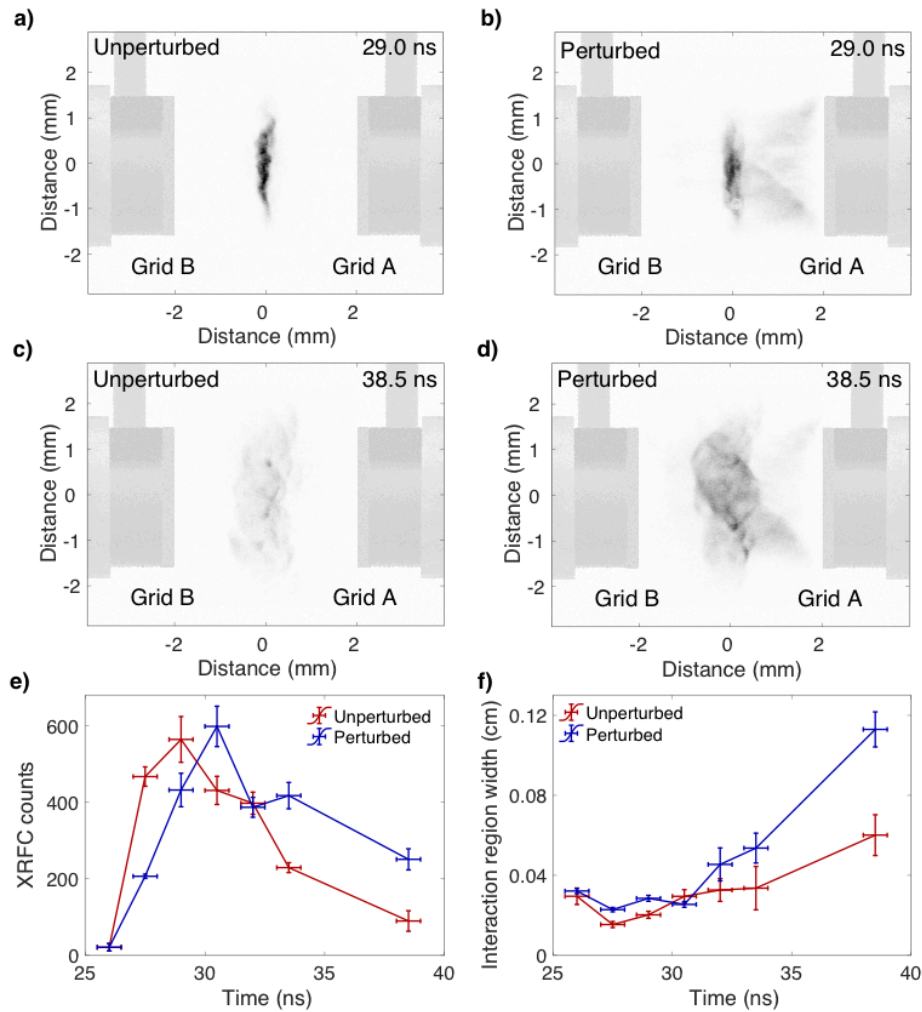 a)
Unperturbed 29.0 ns
2
1
0
-1
-2
Distance (mm)
Grid B Grid A
-2 0 2
Distance (mm)
b)
Perturbed 29.0 ns
2
1
0
-1
-2
Distance (mm)
Grid B Grid A
-2 0 2
Distance (mm)
c)
Unperturbed 38.5 ns
2
1
0
-1
-2
Distance (mm)
Grid B Grid A
-2 0 2
Distance (mm)
d)
Perturbed 38.5 ns
2
1
0
-1
-2
Distance (mm)
Grid B Grid A
-2 0 2
Distance (mm)
e)
Unperturbed
Perturbed
600
400
200
0
XRFC counts
25 30 35 40
Time (ns)
f)
Unperturbed
Perturbed
0.12
0.08
0.04
0
Interaction region width (cm)
25 30 35 40
Time (ns)